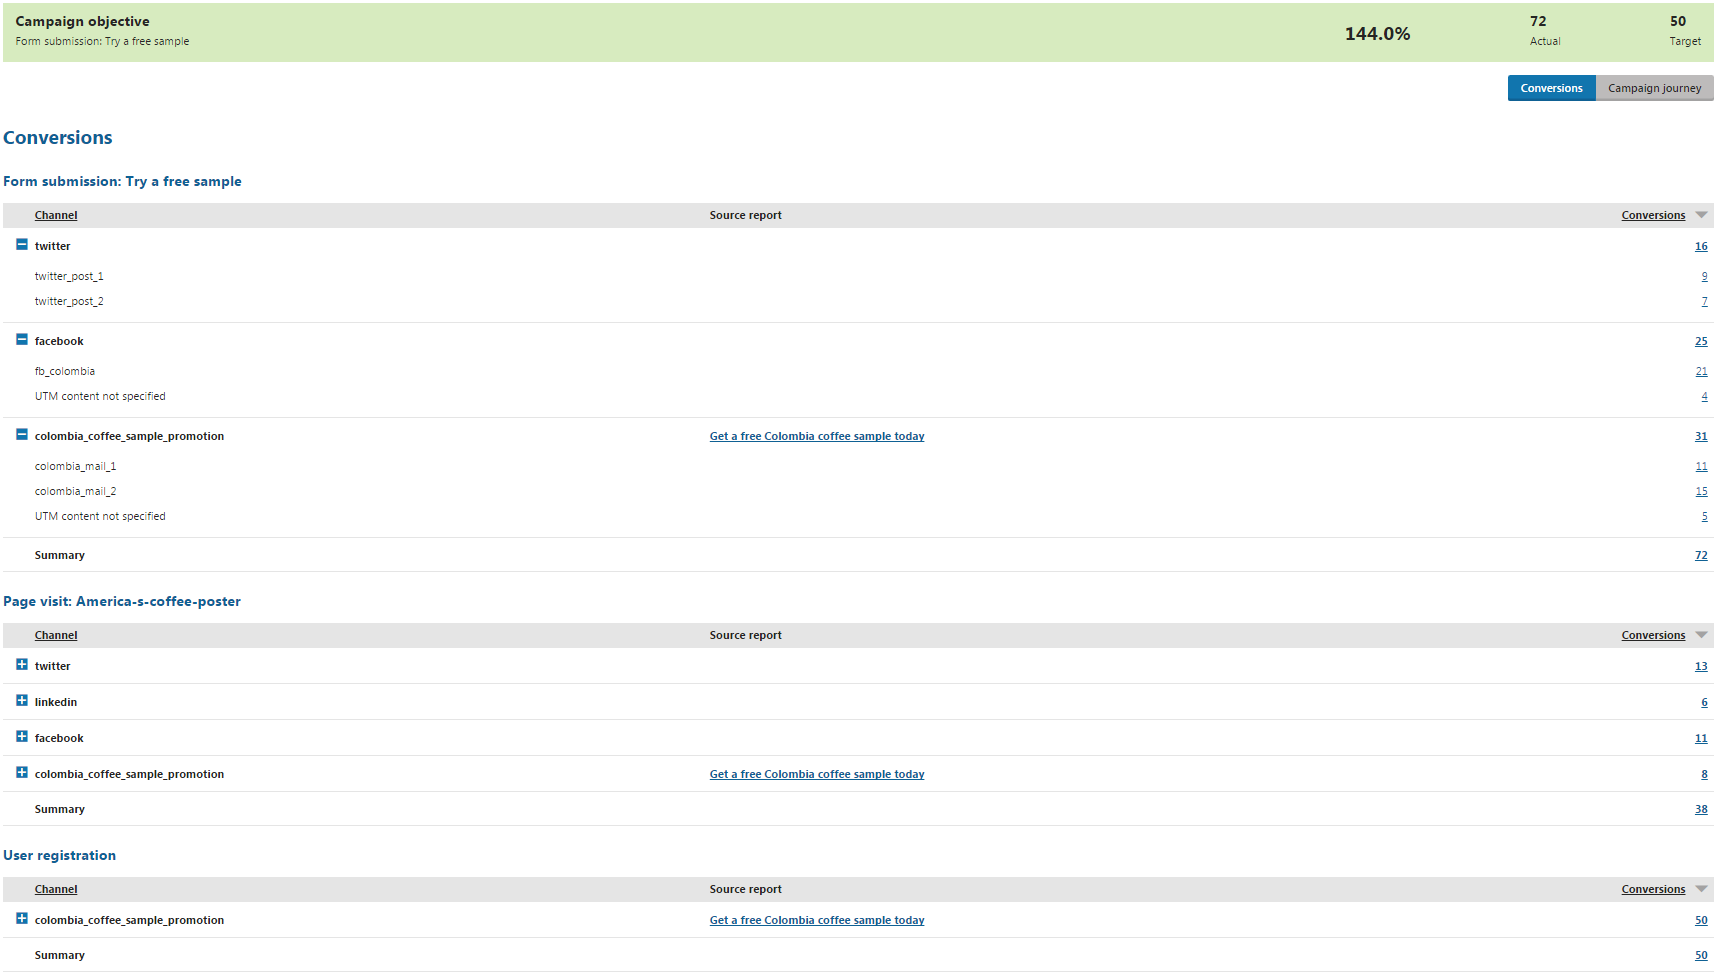 Campaign objective
Form submission: Try a free sample
144.0%
72
Actual
50
Target
Conversions
Campaign journey
Conversions
Form submission: Try a free sample
Channel Source report Conversions
twitter 16
twitter_post_1 9
twitter_post_2 7
facebook 25
fb_colombia 21
UTM content not specified 4
colombia_coffee_sample_promotion Get a free Colombia coffee sample today 31
colombia_mail_1 11
colombia_mail_2 15
UTM content not specified 5
Summary 72
Page visit: America-s-coffee-poster
Channel Source report Conversions
twitter 13
linkedin 6
facebook 11
colombia_coffee_sample_promotion Get a free Colombia coffee sample today 8
Summary 38
User registration
Channel Source report Conversions
colombia_coffee_sample_promotion Get a free Colombia coffee sample today 50
Summary 50